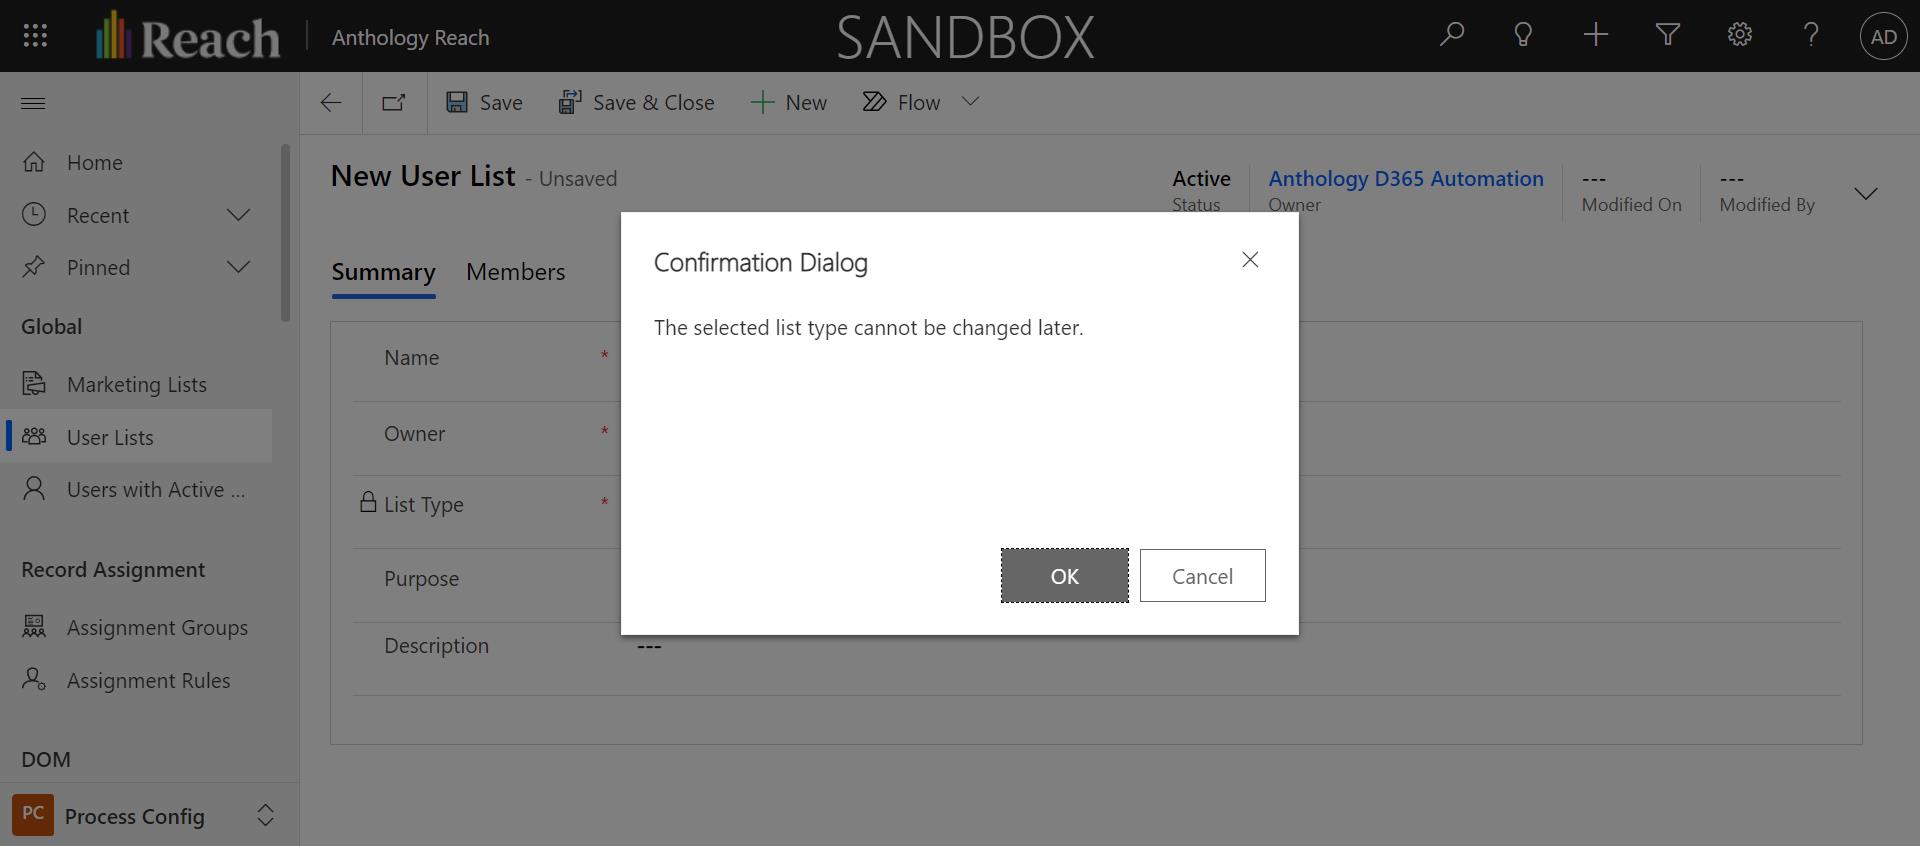 Reach
Anthology Reach
SANDBOX
AD
Save
Save & Close
New
Flow
Home
Recent
Pinned
Global
Marketing Lists
User Lists
Users with Active ...
Record Assignment
Assignment Groups
Assignment Rules
DOM
PC
Process Config
New User List - Unsaved
Active
Status
Anthology D365 Automation
Owner
---
Modified On
---
Modified By
Summary
Members
Name *
Owner *
List Type *
Purpose
Description ---
Confirmation Dialog
The selected list type cannot be changed later.
OK
Cancel